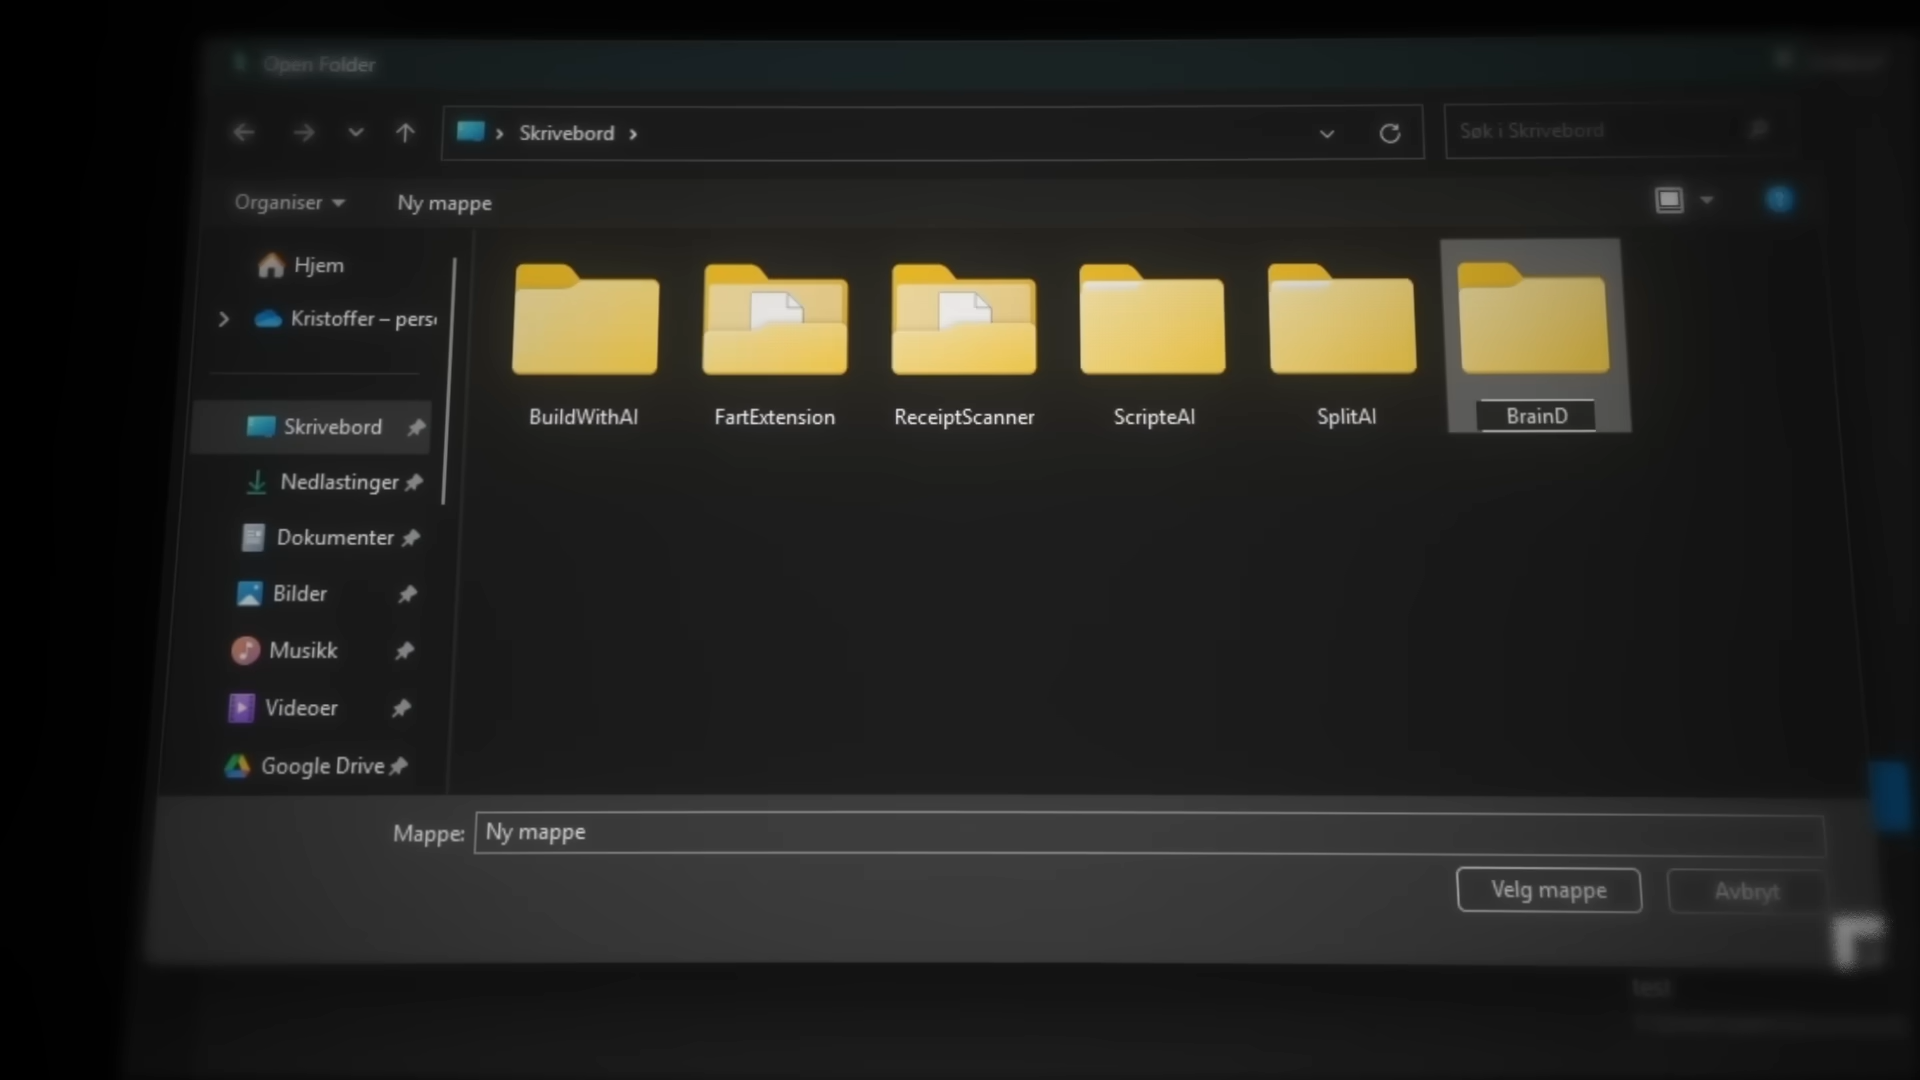 Open Folder
Skrivebord
Søk i Skrivebord
Organiser
Ny mappe
Hjem
Kristoffer – pers
Skrivebord
Nedlastinger
Dokumenter
Bilder
Musikk
Videoer
Google Drive
BuildWithAI
FartExtension
ReceiptScanner
ScripteAI
SplitAI
BrainD
Mappe:
Ny mappe
Velg mappe
Avbryt
test